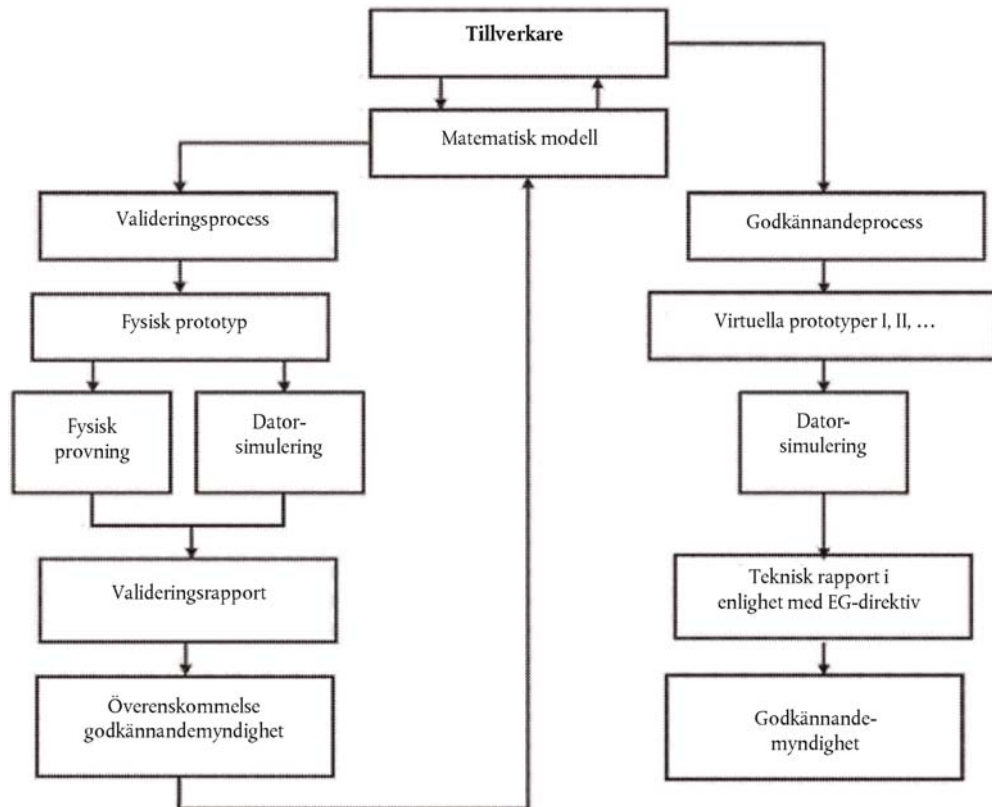 Tillverkare
Matematisk modell
Valideringsprocess
Fysisk prototyp
Fysisk
provning
Dator-
simulering
Valideringsrapport
Överenskommelse
godkännandemyndighet
Godkännandeprocess
Virtuella prototyper I, II, …
Dator-
simulering
Teknisk rapport i
enlighet med EG-direktiv
Godkännande-
myndighet